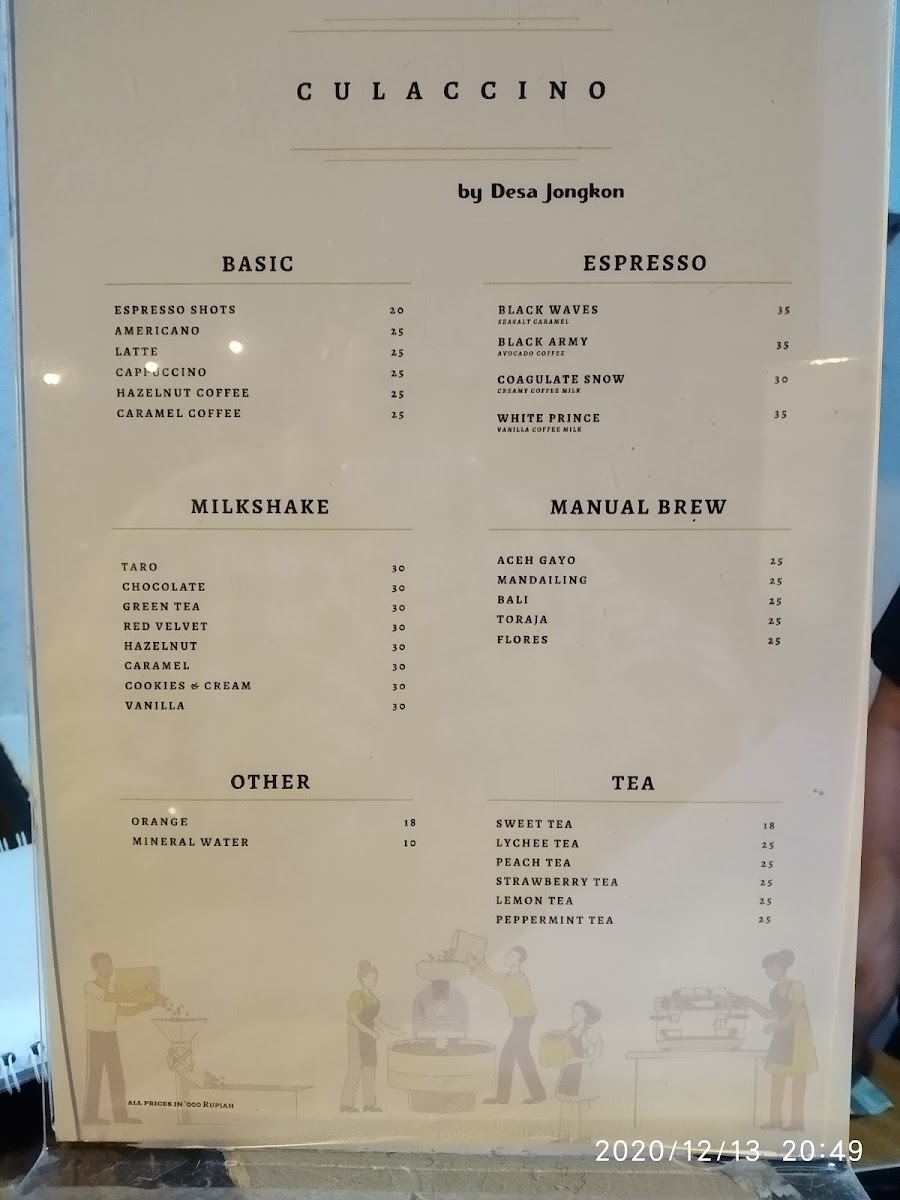 CULACCINO
by Desa Jongkon
BASIC
ESPRESSO SHOTS 20
AMERICANO 25
LATTE 25
CAPPUCCINO 25
HAZELNUT COFFEE 25
CARAMEL COFFEE 25
ESPRESSO
BLACK WAVES 35
SEASALT CARAMEL
BLACK ARMY 35
AVOCADO COFFEE
COAGULATE SNOW 30
CREAMY COFFEE MILK
WHITE PRINCE 35
VANILLA COFFEE MILK
MILKSHAKE
TARO 30
CHOCOLATE 30
GREEN TEA 30
RED VELVET 30
HAZELNUT 30
CARAMEL 30
COOKIES & CREAM 30
VANILLA 30
MANUAL BREW
ACEH GAYO 25
MANDAILING 25
BALI 25
TORAJA 25
FLORES 25
OTHER
ORANGE 18
MINERAL WATER 10
TEA
SWEET TEA 18
LYCHEE TEA 25
PEACH TEA 25
STRAWBERRY TEA 25
LEMON TEA 25
PEPPERMINT TEA 25
ALL PRICES IN '000 RUPIAH
2020/12/13 20:49